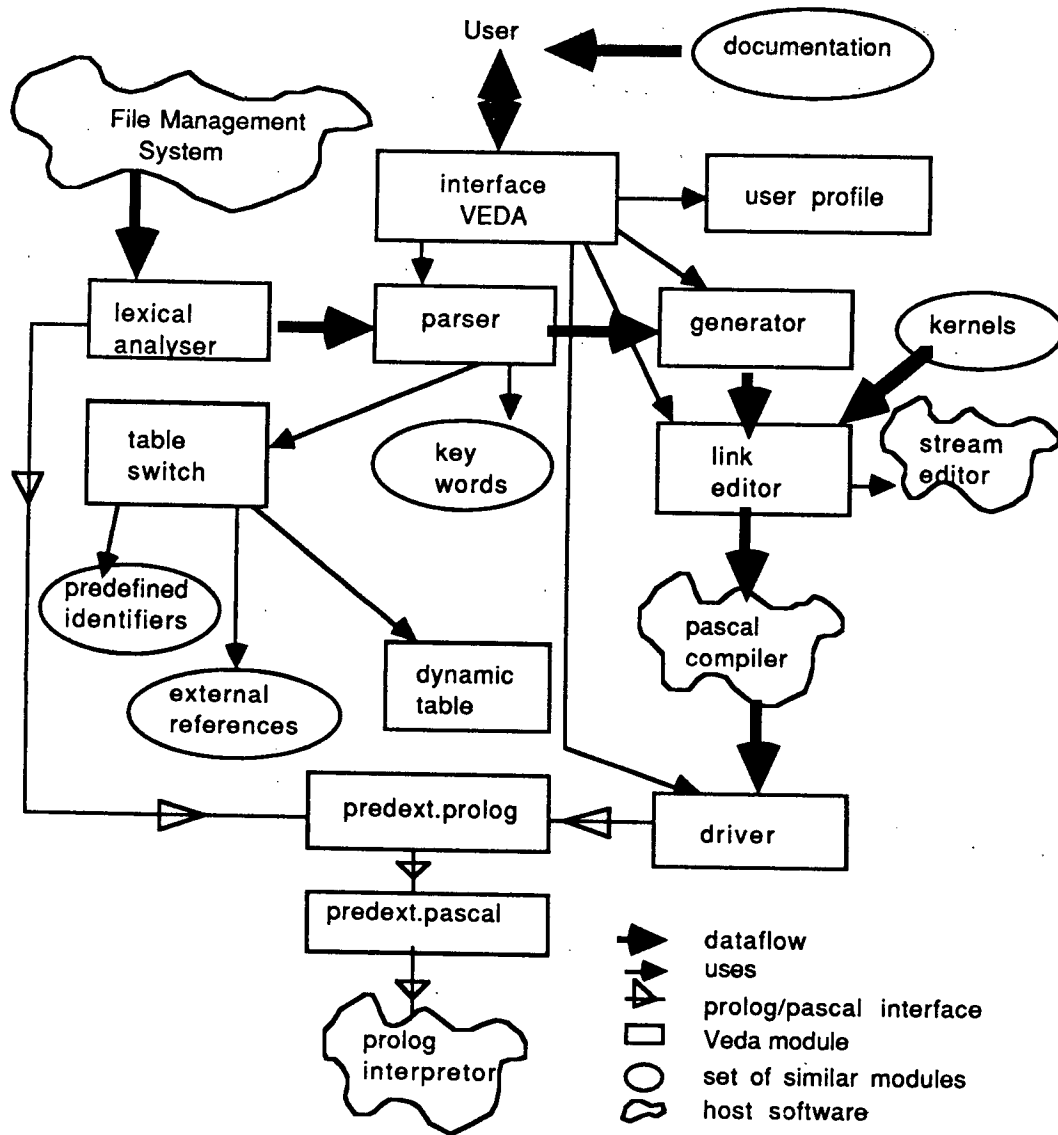 User
documentation
File Management
System
interface
VEDA
user profile
lexical
analyser
parser
generator
kernels
table
switch
key
words
link
editor
stream
editor
predefined
identifiers
pascal
compiler
external
references
dynamic
table
predext.prolog
driver
predext.pascal
prolog
interpretor
dataflow
uses
prolog/pascal interface
Veda module
set of similar modules
host software